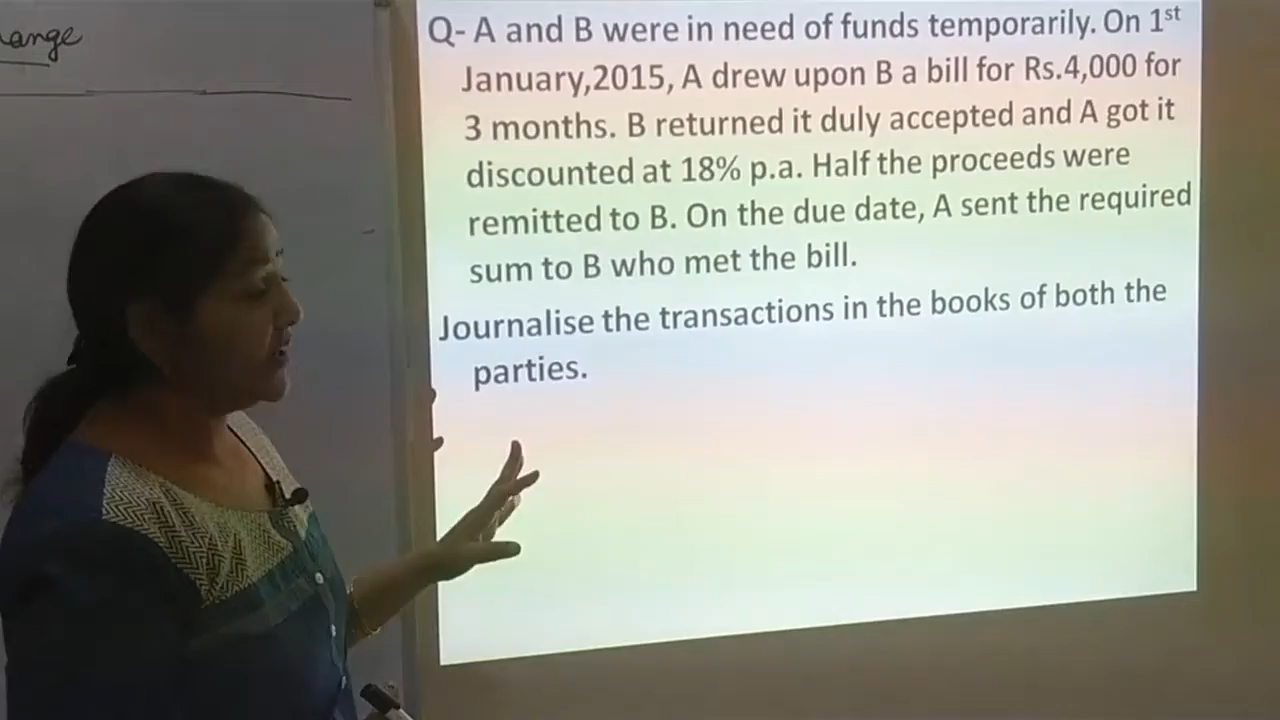 Q- A and B were in need of funds temporarily. On 1st
January,2015, A drew upon B a bill for Rs.4,000 for
3 months. B returned it duly accepted and A got it
discounted at 18% p.a. Half the proceeds were
remitted to B. On the due date, A sent the required
sum to B who met the bill.
Journalise the transactions in the books of both the
parties.